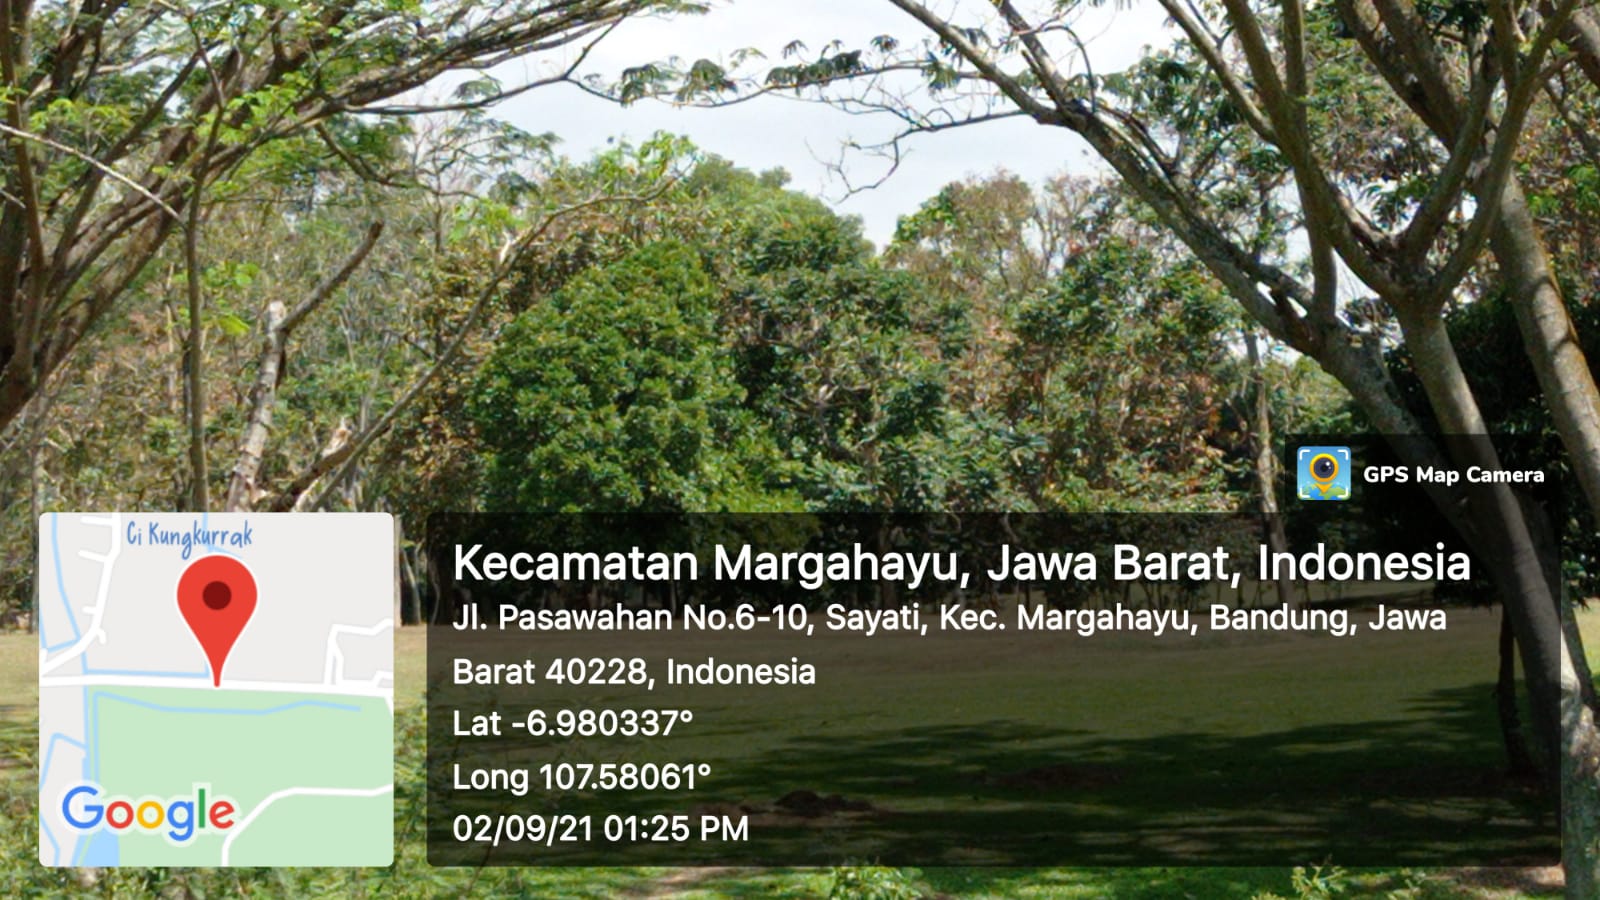 GPS Map Camera
Ci Kungkurrak
Google
Kecamatan Margahayu, Jawa Barat, Indonesia
Jl. Pasawahan No.6-10, Sayati, Kec. Margahayu, Bandung, Jawa
Barat 40228, Indonesia
Lat -6.980337°
Long 107.58061°
02/09/21 01:25 PM